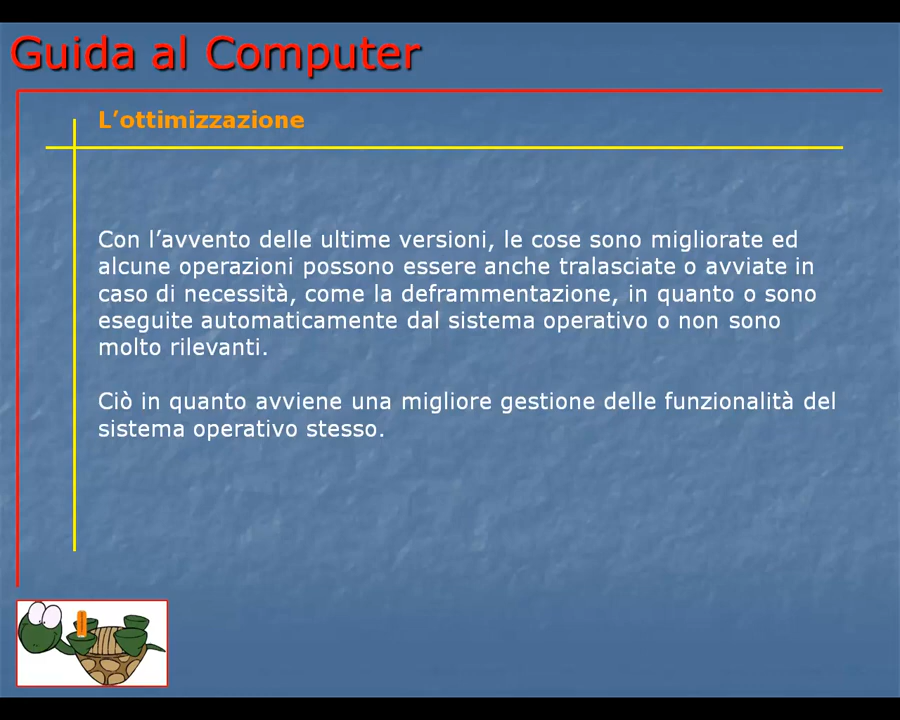 Guida al Computer
L’ottimizzazione
Con l’avvento delle ultime versioni, le cose sono migliorate ed
alcune operazioni possono essere anche tralasciate o avviate in
caso di necessità, come la deframmentazione, in quanto o sono
eseguite automaticamente dal sistema operativo o non sono
molto rilevanti.
Ciò in quanto avviene una migliore gestione delle funzionalità del
sistema operativo stesso.